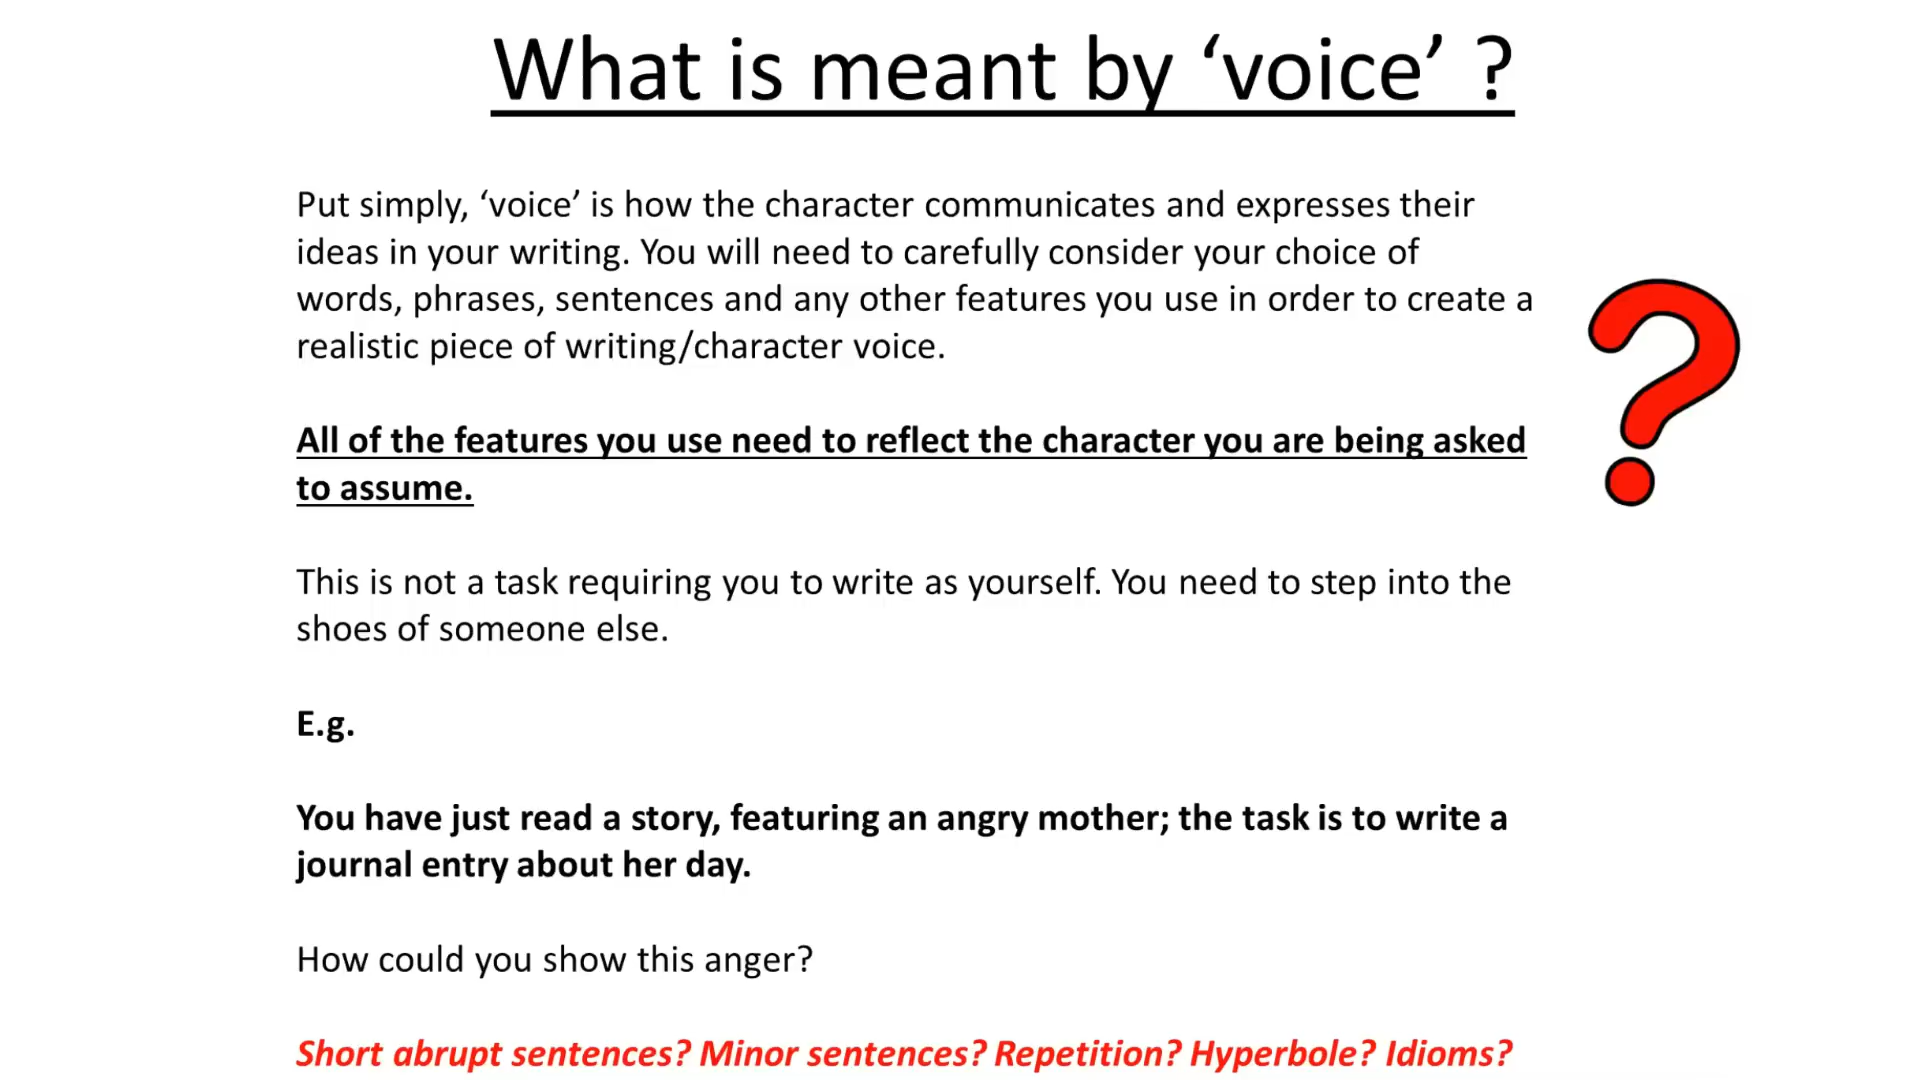 What is meant by ‘voice’ ?
Put simply, ‘voice’ is how the character communicates and expresses their
ideas in your writing. You will need to carefully consider your choice of
words, phrases, sentences and any other features you use in order to create a
realistic piece of writing/character voice.
All of the features you use need to reflect the character you are being asked
to assume.
This is not a task requiring you to write as yourself. You need to step into the
shoes of someone else.
E.g.
You have just read a story, featuring an angry mother; the task is to write a
journal entry about her day.
How could you show this anger?
Short abrupt sentences? Minor sentences? Repetition? Hyperbole? Idioms?